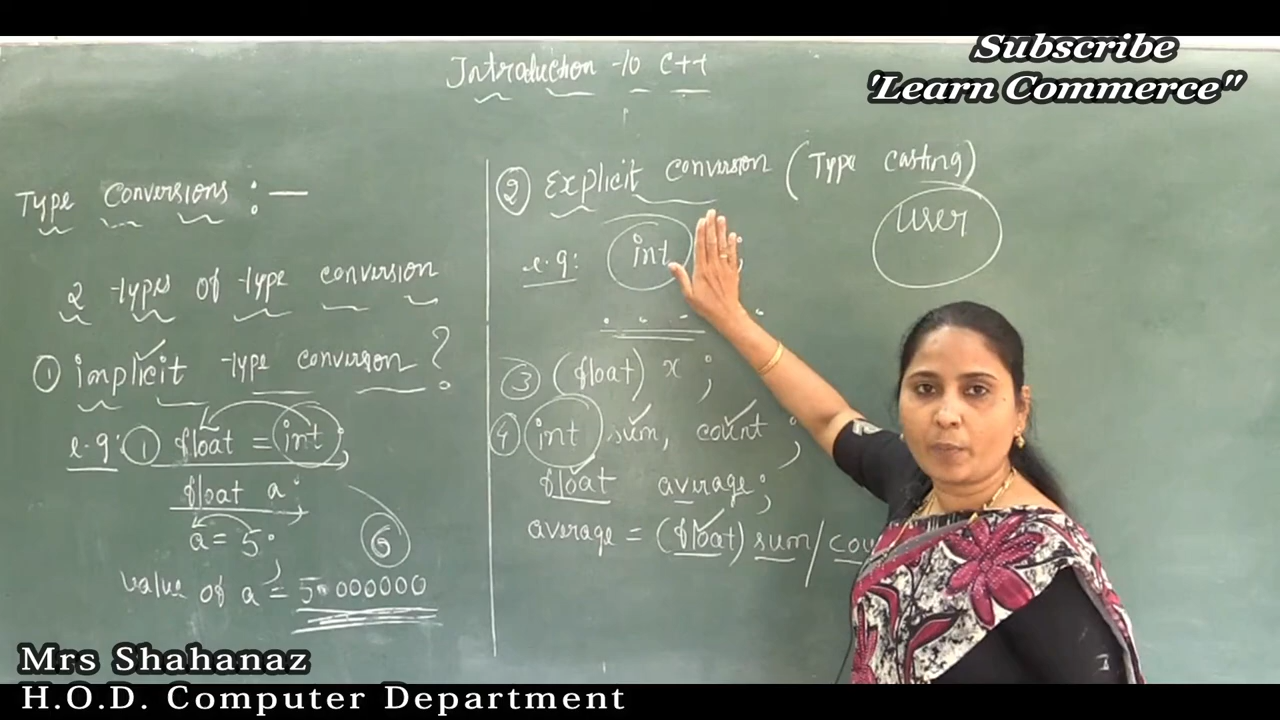 Subscribe
'Learn Commerce"
Introduction to C++
Type Conversions : —
2 types of type conversion
① implicit type conversion ?
e.g: ① float = int ;
float a ;
a = 5 ;
⑥
value of a = 5.000000
② Explicit conversion (Type casting)
user
e.g: int ;
③ (float) x ;
④ int sum, count ;
float average ;
average = (float) sum / cou
Mrs Shahanaz
H.O.D. Computer Department